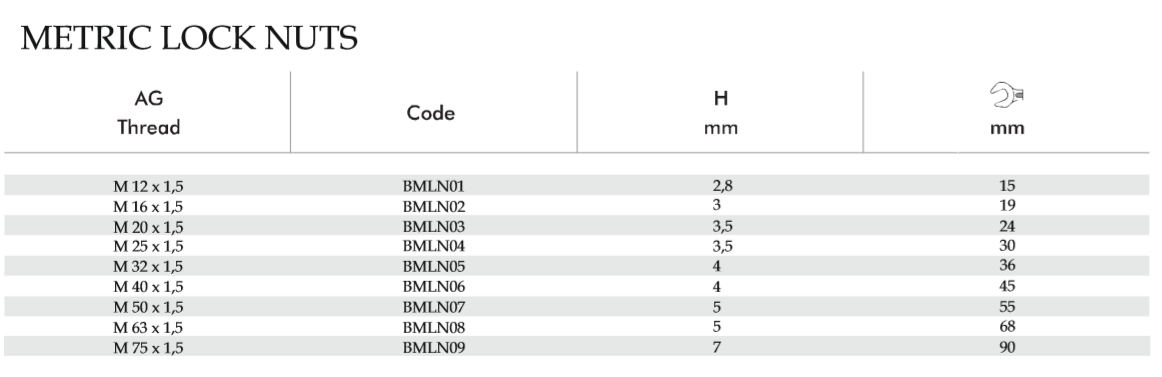 METRIC LOCK NUTS
AG Thread Code H mm mm
M 12 x 1,5 BMLN01 2,8 15
M 16 x 1,5 BMLN02 3 19
M 20 x 1,5 BMLN03 3,5 24
M 25 x 1,5 BMLN04 3,5 30
M 32 x 1,5 BMLN05 4 36
M 40 x 1,5 BMLN06 4 45
M 50 x 1,5 BMLN07 5 55
M 63 x 1,5 BMLN08 5 68
M 75 x 1,5 BMLN09 7 90